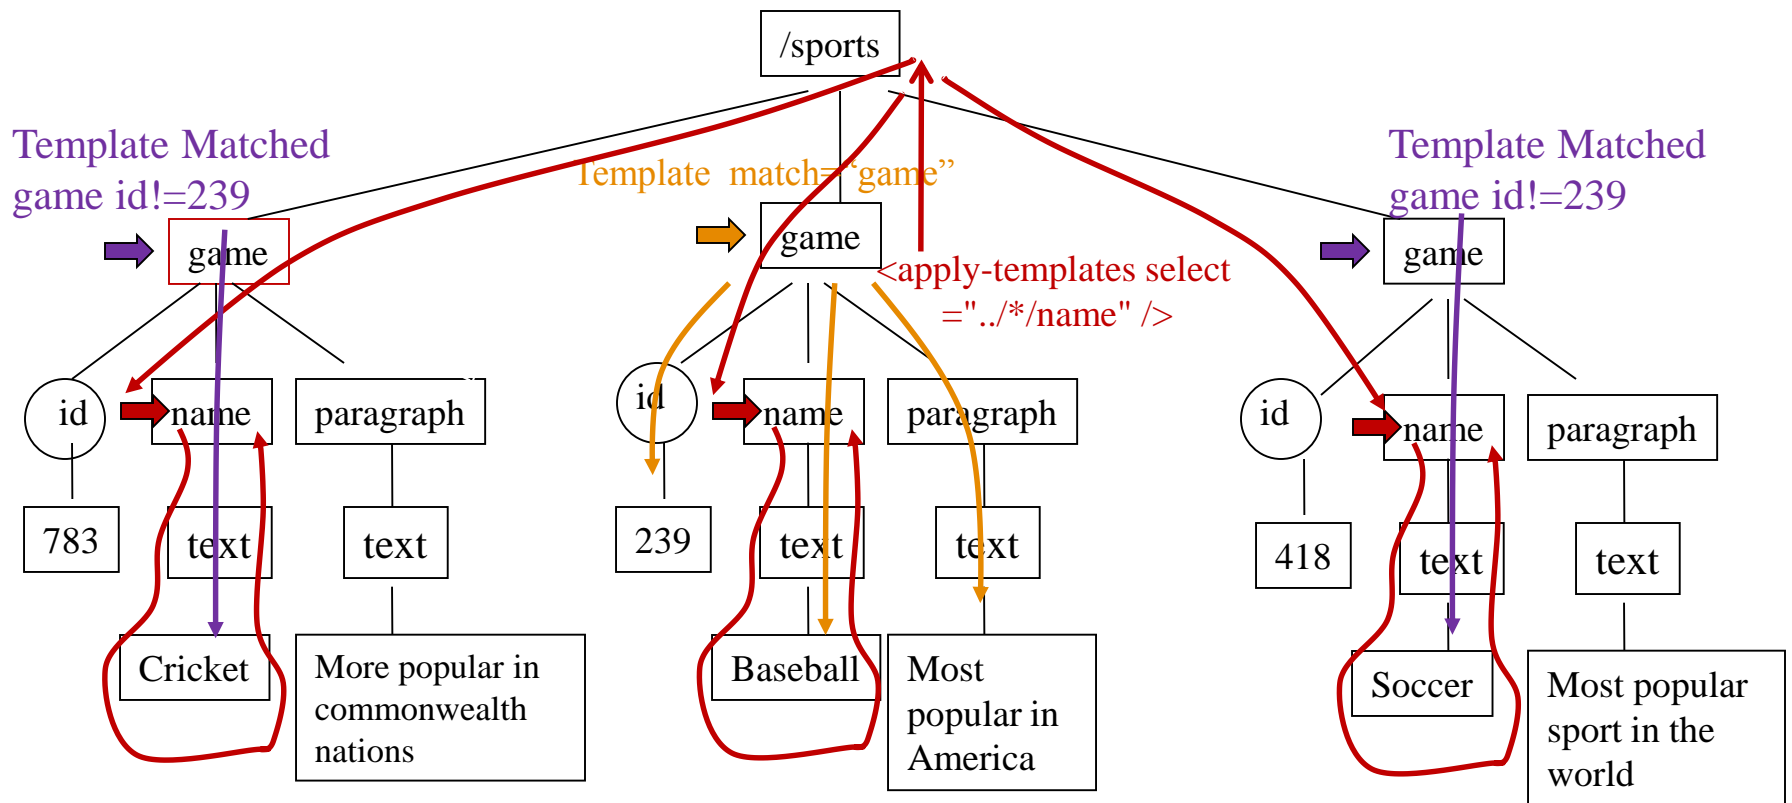 /sports
Template Matched
game id!=239
Template match=“game”
Template Matched
game id!=239
game
game
game
<apply-templates select
="../*/name" />
id
name
paragraph
id
name
paragraph
id
name
paragraph
783
text
text
239
text
text
418
text
text
Cricket
More popular in
commonwealth
nations
Baseball
Most
popular in
America
Soccer
Most popular
sport in the
world